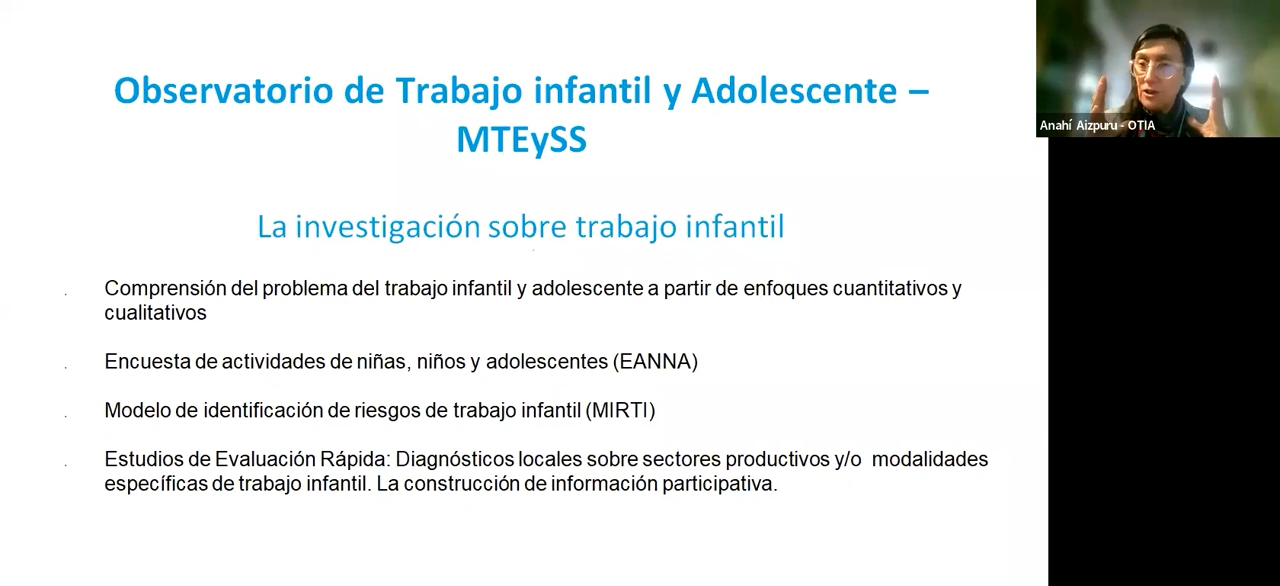 Observatorio de Trabajo infantil y Adolescente –
MTEySS
La investigación sobre trabajo infantil
Comprensión del problema del trabajo infantil y adolescente a partir de enfoques cuantitativos y
cualitativos
Encuesta de actividades de niñas, niños y adolescentes (EANNA)
Modelo de identificación de riesgos de trabajo infantil (MIRTI)
Estudios de Evaluación Rápida: Diagnósticos locales sobre sectores productivos y/o modalidades
específicas de trabajo infantil. La construcción de información participativa.
Anahí Aizpuru - OTIA